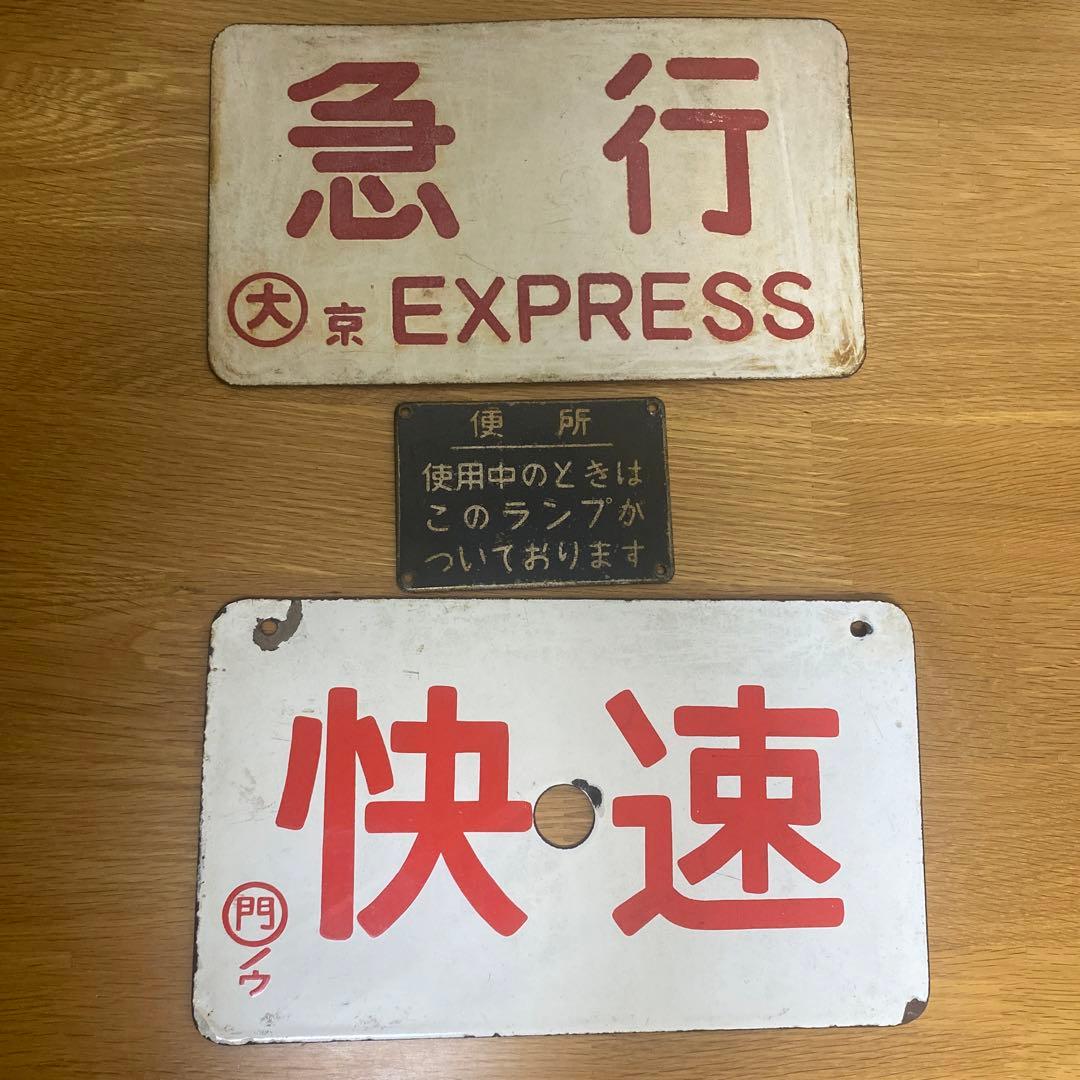 急行
大 京 EXPRESS
便所
使用中のときは
このランプが
ついております
快速
門
ノウ